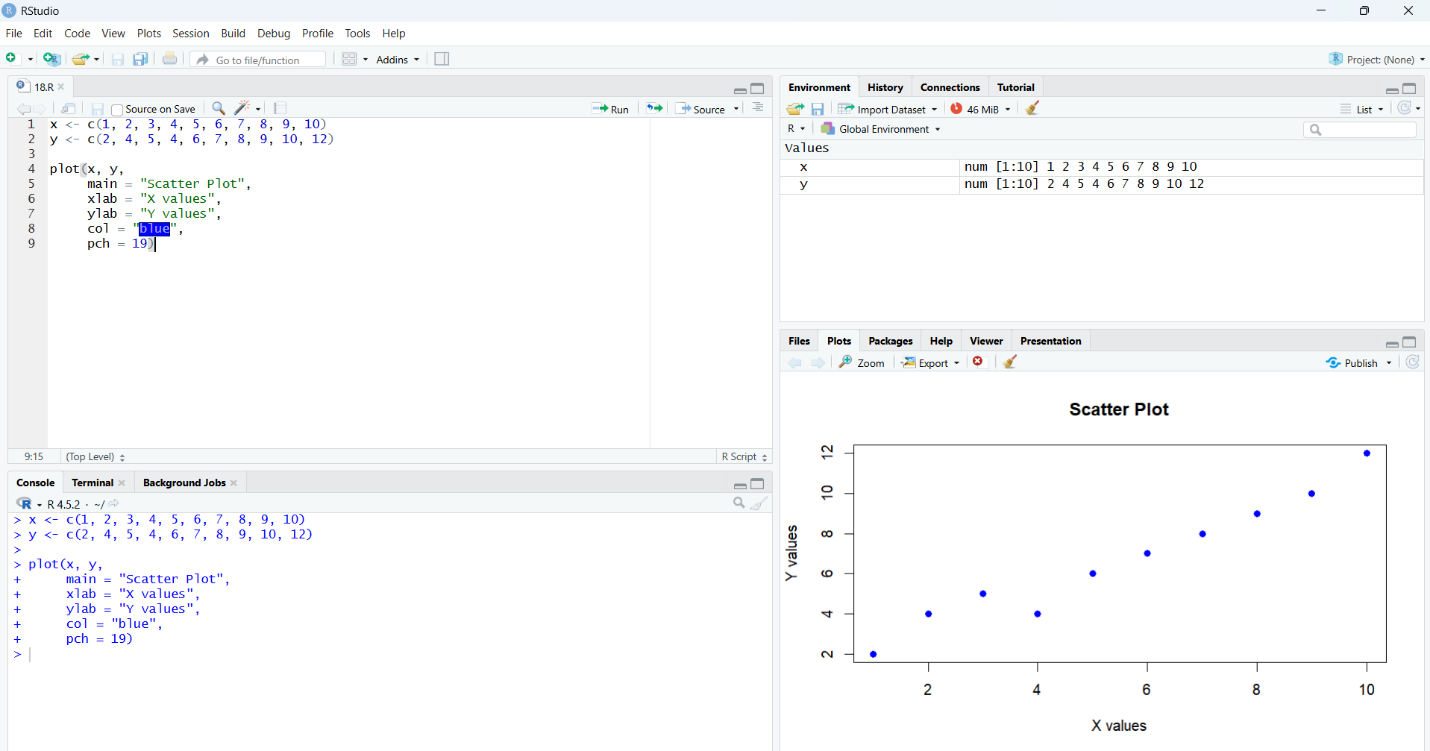 RStudio
File Edit Code View Plots Session Build Debug Profile Tools Help
Go to file/function Addins Project: (None)
18.R
Source on Save Run Source
1 x <- c(1, 2, 3, 4, 5, 6, 7, 8, 9, 10)
2 y <- c(2, 4, 5, 4, 6, 7, 8, 9, 10, 12)
3
4 plot(x, y,
5 main = "Scatter Plot",
6 xlab = "X values",
7 ylab = "Y values",
8 col = "blue",
9 pch = 19)
9:15 (Top Level) R Script
Console Terminal Background Jobs
R 4.5.2 · ~/
> x <- c(1, 2, 3, 4, 5, 6, 7, 8, 9, 10)
> y <- c(2, 4, 5, 4, 6, 7, 8, 9, 10, 12)
>
> plot(x, y,
+ main = "Scatter Plot",
+ xlab = "X values",
+ ylab = "Y values",
+ col = "blue",
+ pch = 19)
>
Environment History Connections Tutorial
Import Dataset 46 MiB List
R Global Environment
Values
x num [1:10] 1 2 3 4 5 6 7 8 9 10
y num [1:10] 2 4 5 4 6 7 8 9 10 12
Files Plots Packages Help Viewer Presentation
Zoom Export Publish
Scatter Plot
12
10
8
6
4
2
Y values
2 4 6 8 10
X values